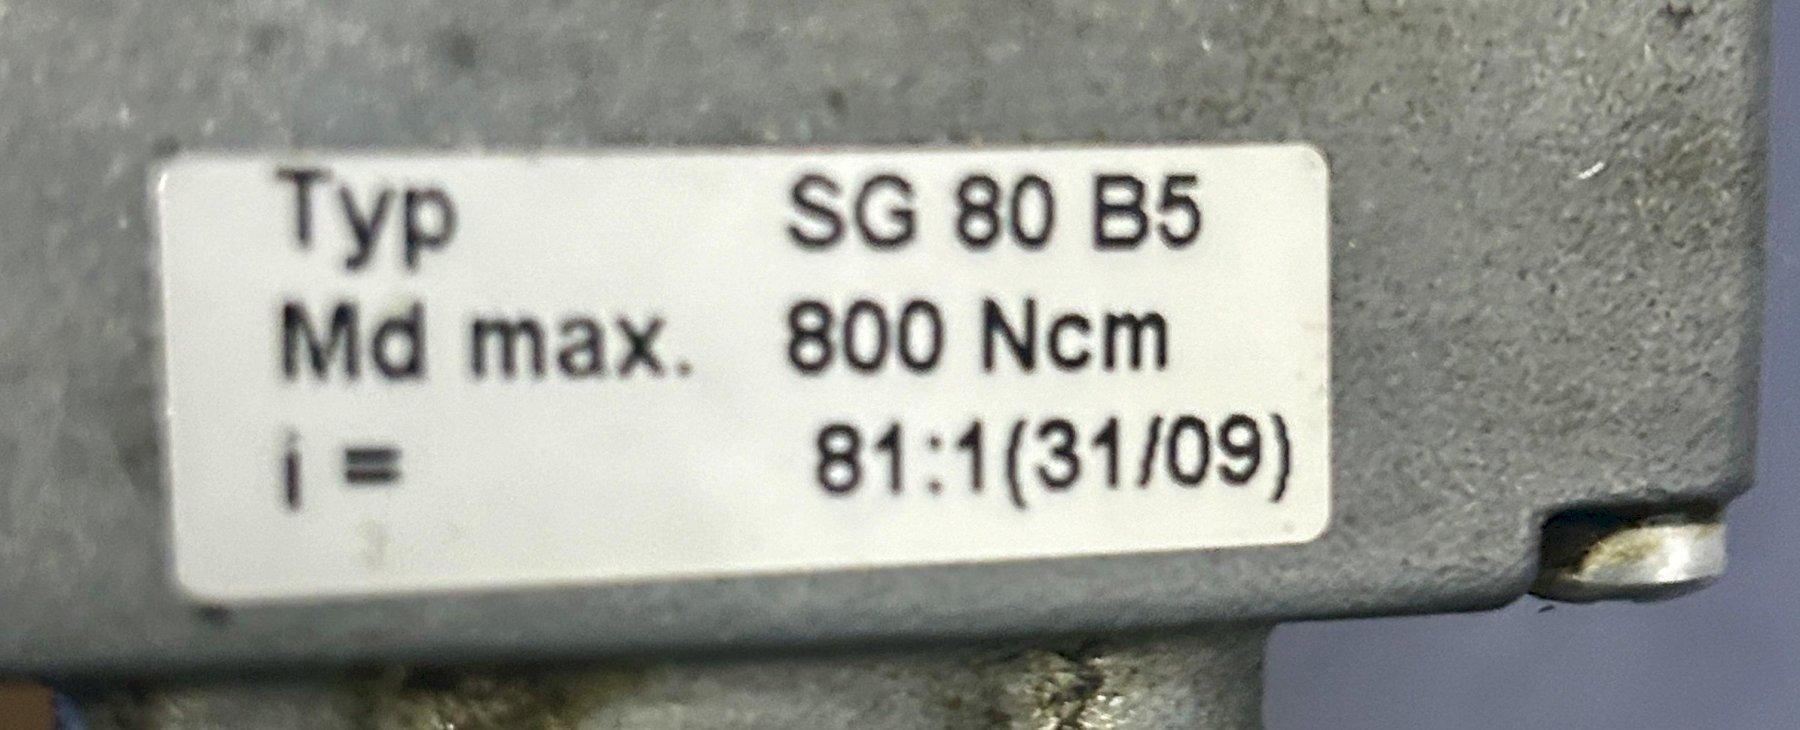 Typ SG 80 B5
Md max. 800 Ncm
i = 81:1(31/09)